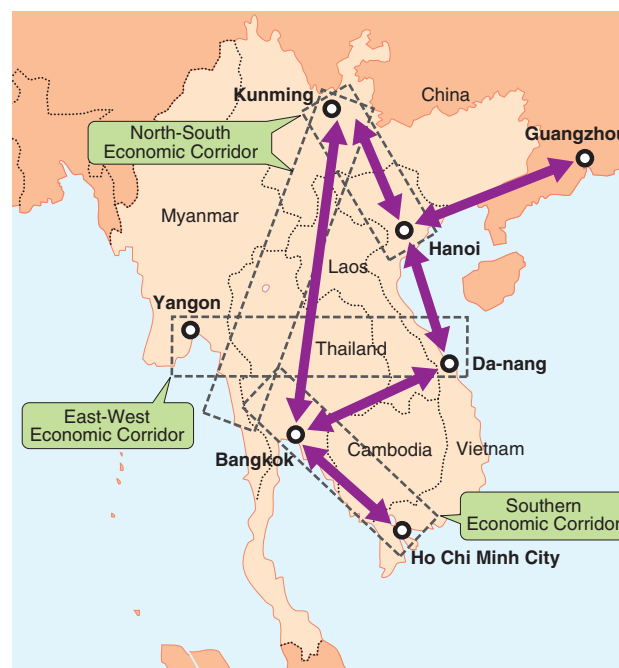 Kunming
China
North-South
Economic Corridor
Guangzhou
Myanmar
Hanoi
Laos
Yangon
Thailand
Da-nang
East-West
Economic Corridor
Bangkok
Cambodia
Vietnam
Southern
Economic Corridor
Ho Chi Minh City